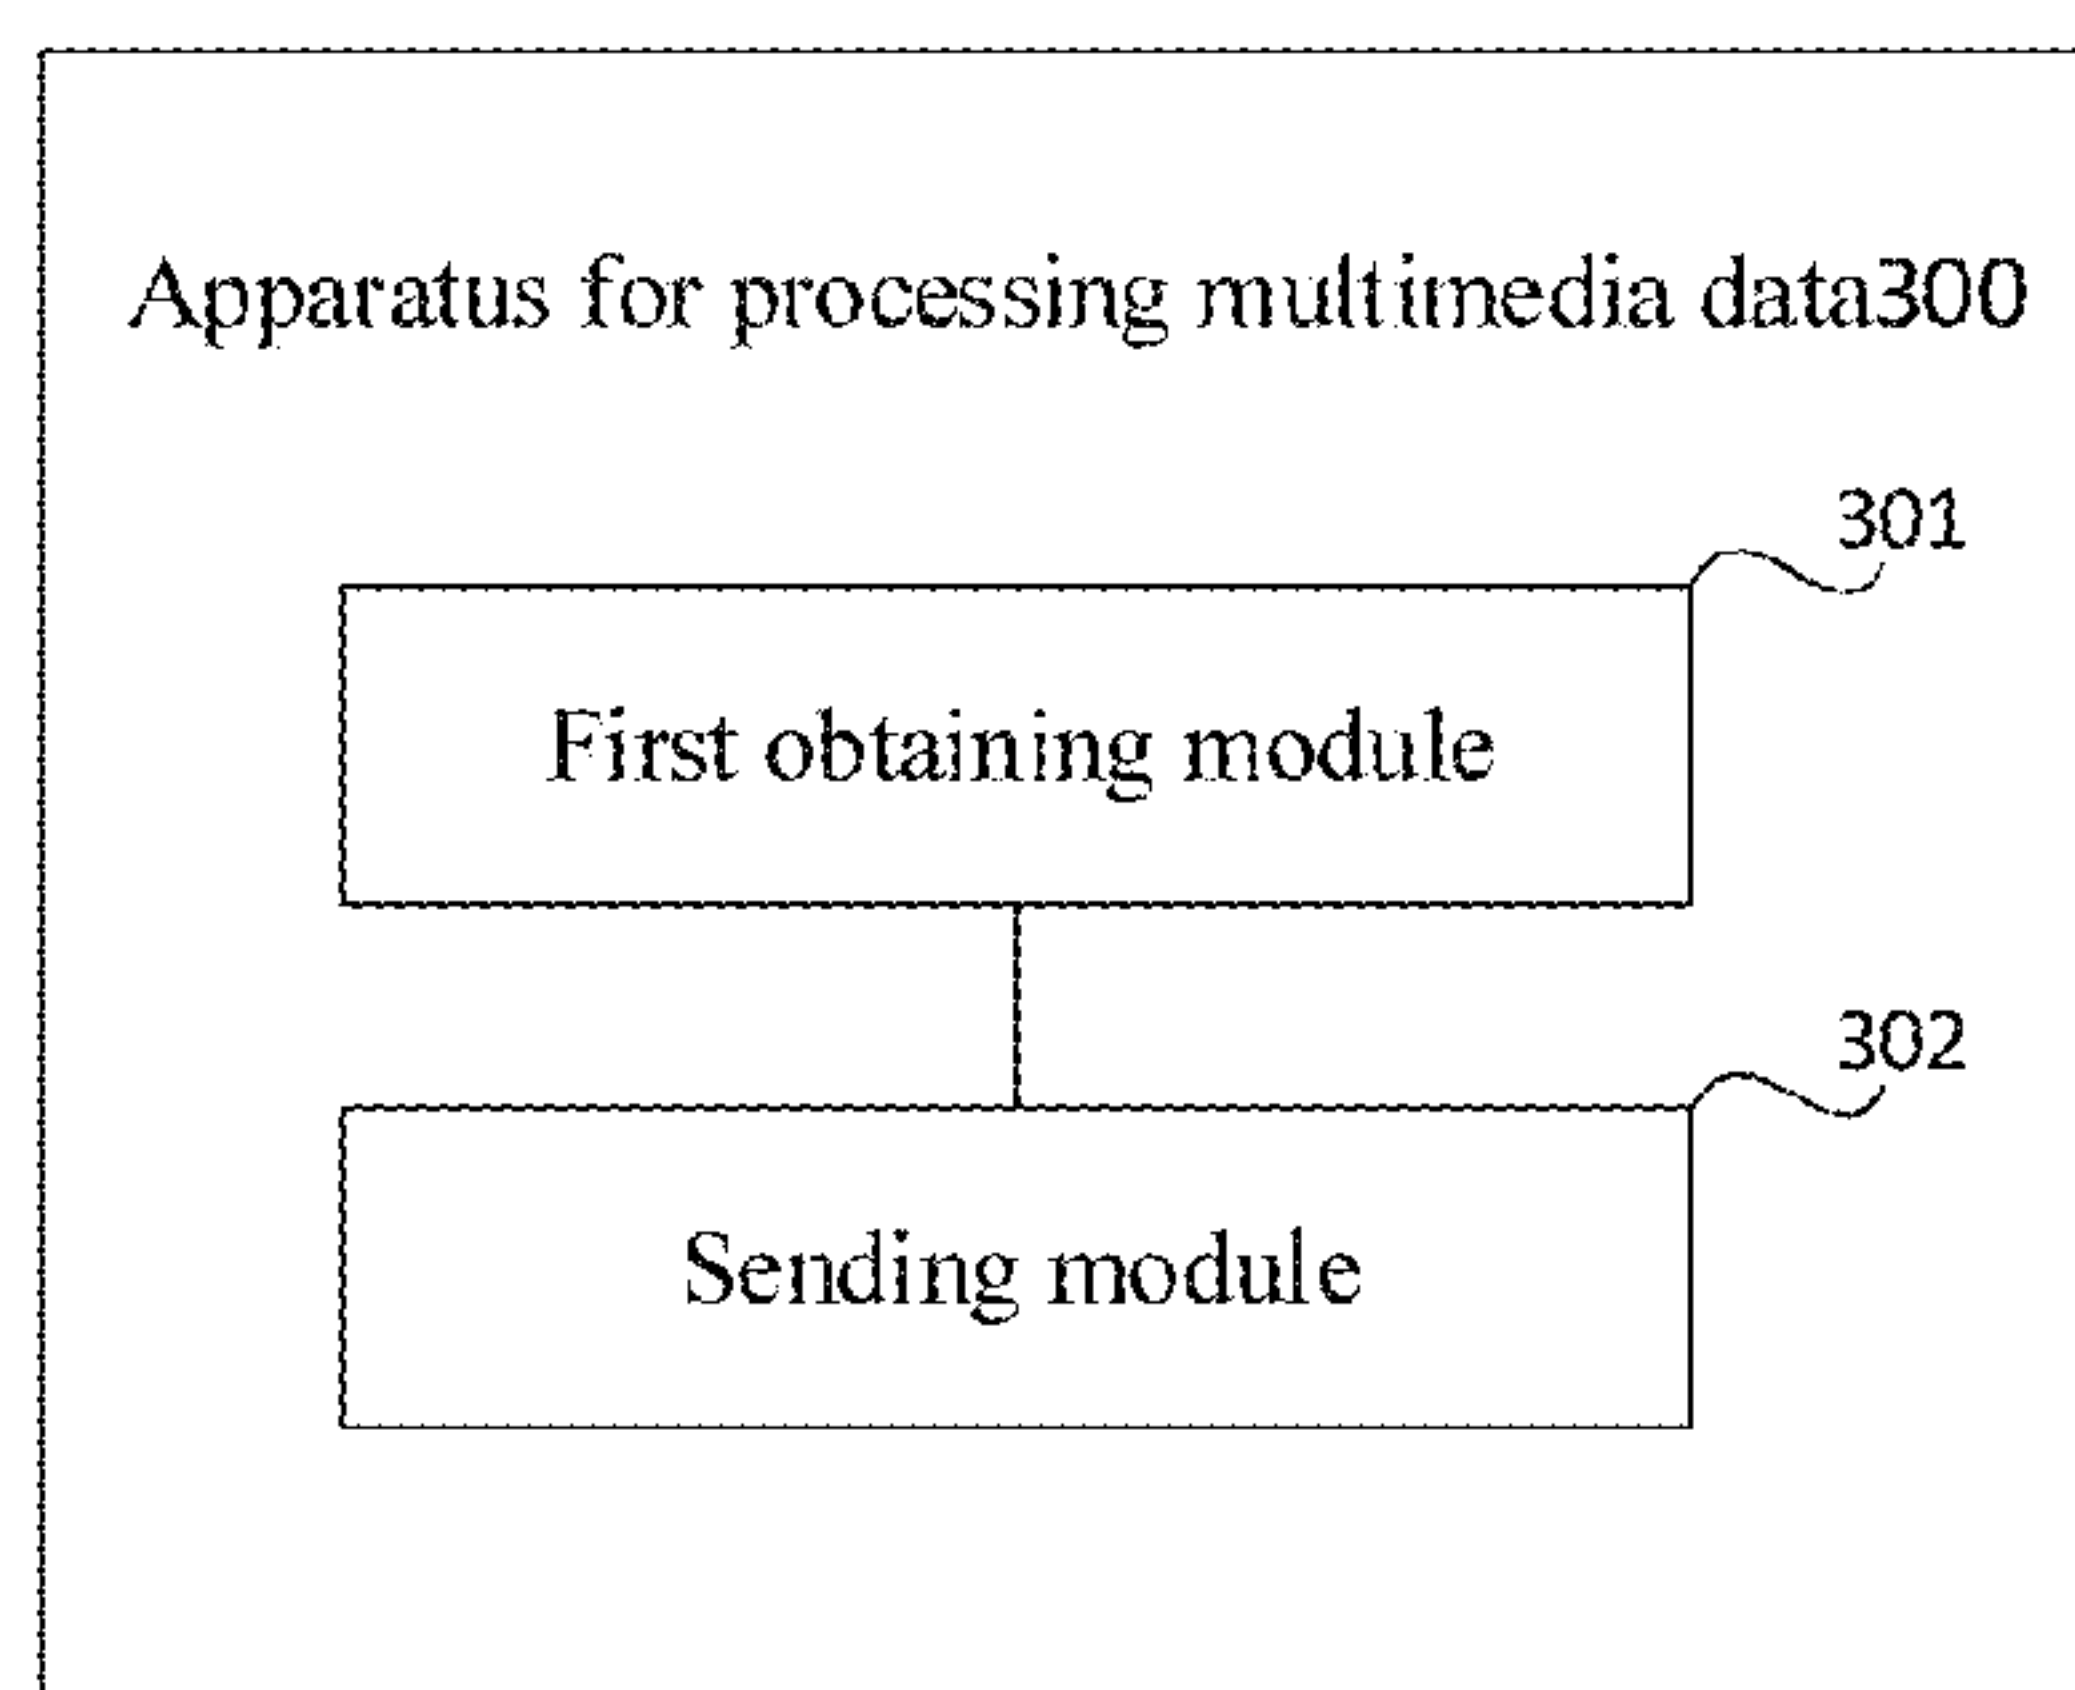 Apparatus for processing multimedia data300
301
First obtaining module
302
Sending module